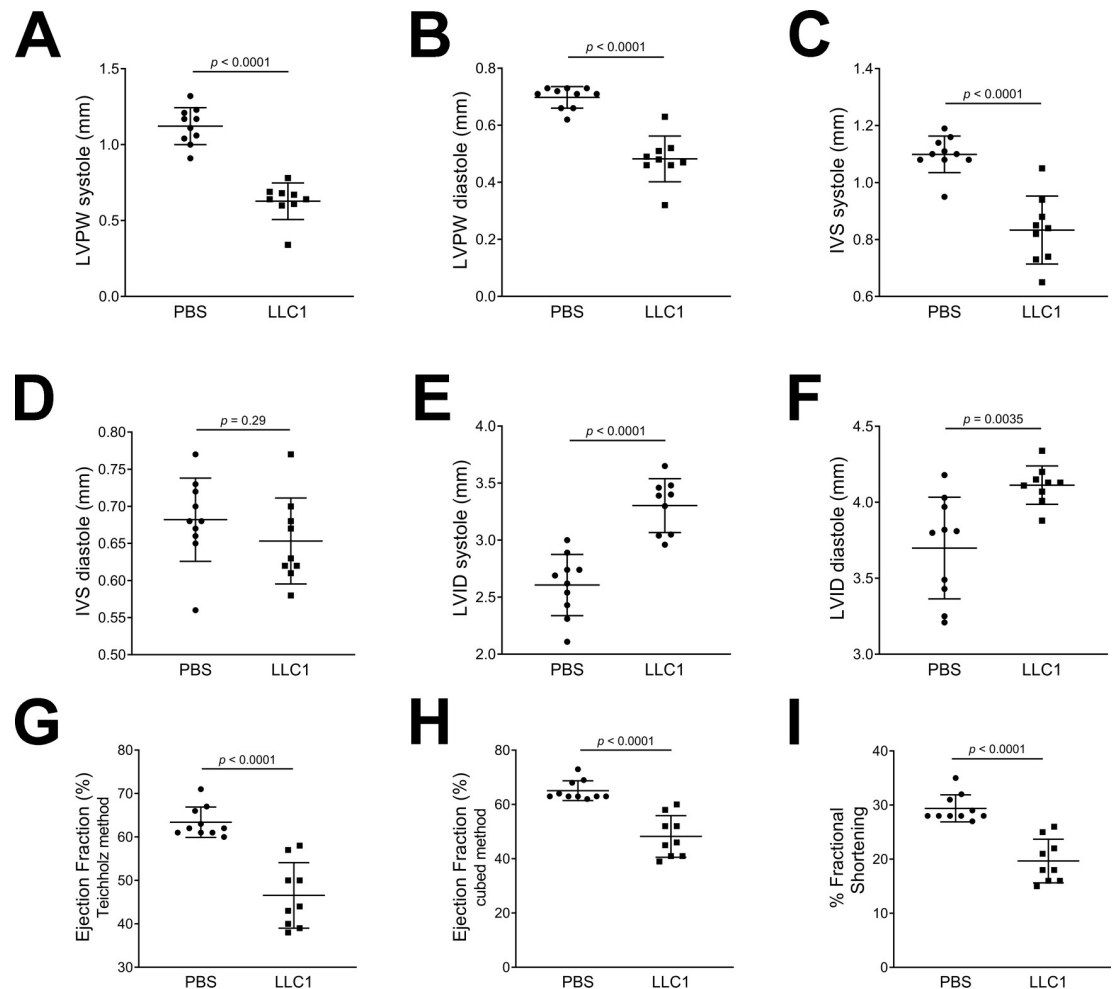 A
p < 0.0001
LVPW systole (mm)
1.5
1.0
0.5
0.0
PBS
LLC1
B
p < 0.0001
LVPW diastole (mm)
0.8
0.6
0.4
0.2
0.0
PBS
LLC1
C
p < 0.0001
IVS systole (mm)
1.4
1.2
1.0
0.8
0.6
PBS
LLC1
D
p = 0.29
IVS diastole (mm)
0.80
0.75
0.70
0.65
0.60
0.55
0.50
PBS
LLC1
E
p < 0.0001
LVID systole (mm)
4.0
3.5
3.0
2.5
2.0
PBS
LLC1
F
p = 0.0035
LVID diastole (mm)
4.5
4.0
3.5
3.0
PBS
LLC1
G
p < 0.0001
Ejection Fraction (%)
Teichholz method
80
70
60
50
40
30
PBS
LLC1
H
p < 0.0001
Ejection Fraction (%)
cubed method
80
60
40
20
0
PBS
LLC1
I
p < 0.0001
% Fractional
Shortening
40
30
20
10
0
PBS
LLC1